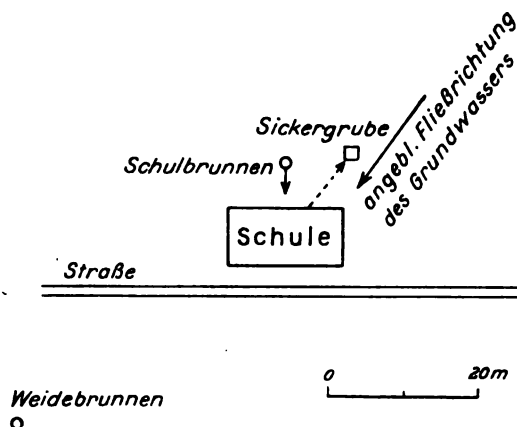 angebl. Fließrichtung
des Grundwassers
Sickergrube
Schulbrunnen
Schule
Straße
0 20m
Weidebrunnen